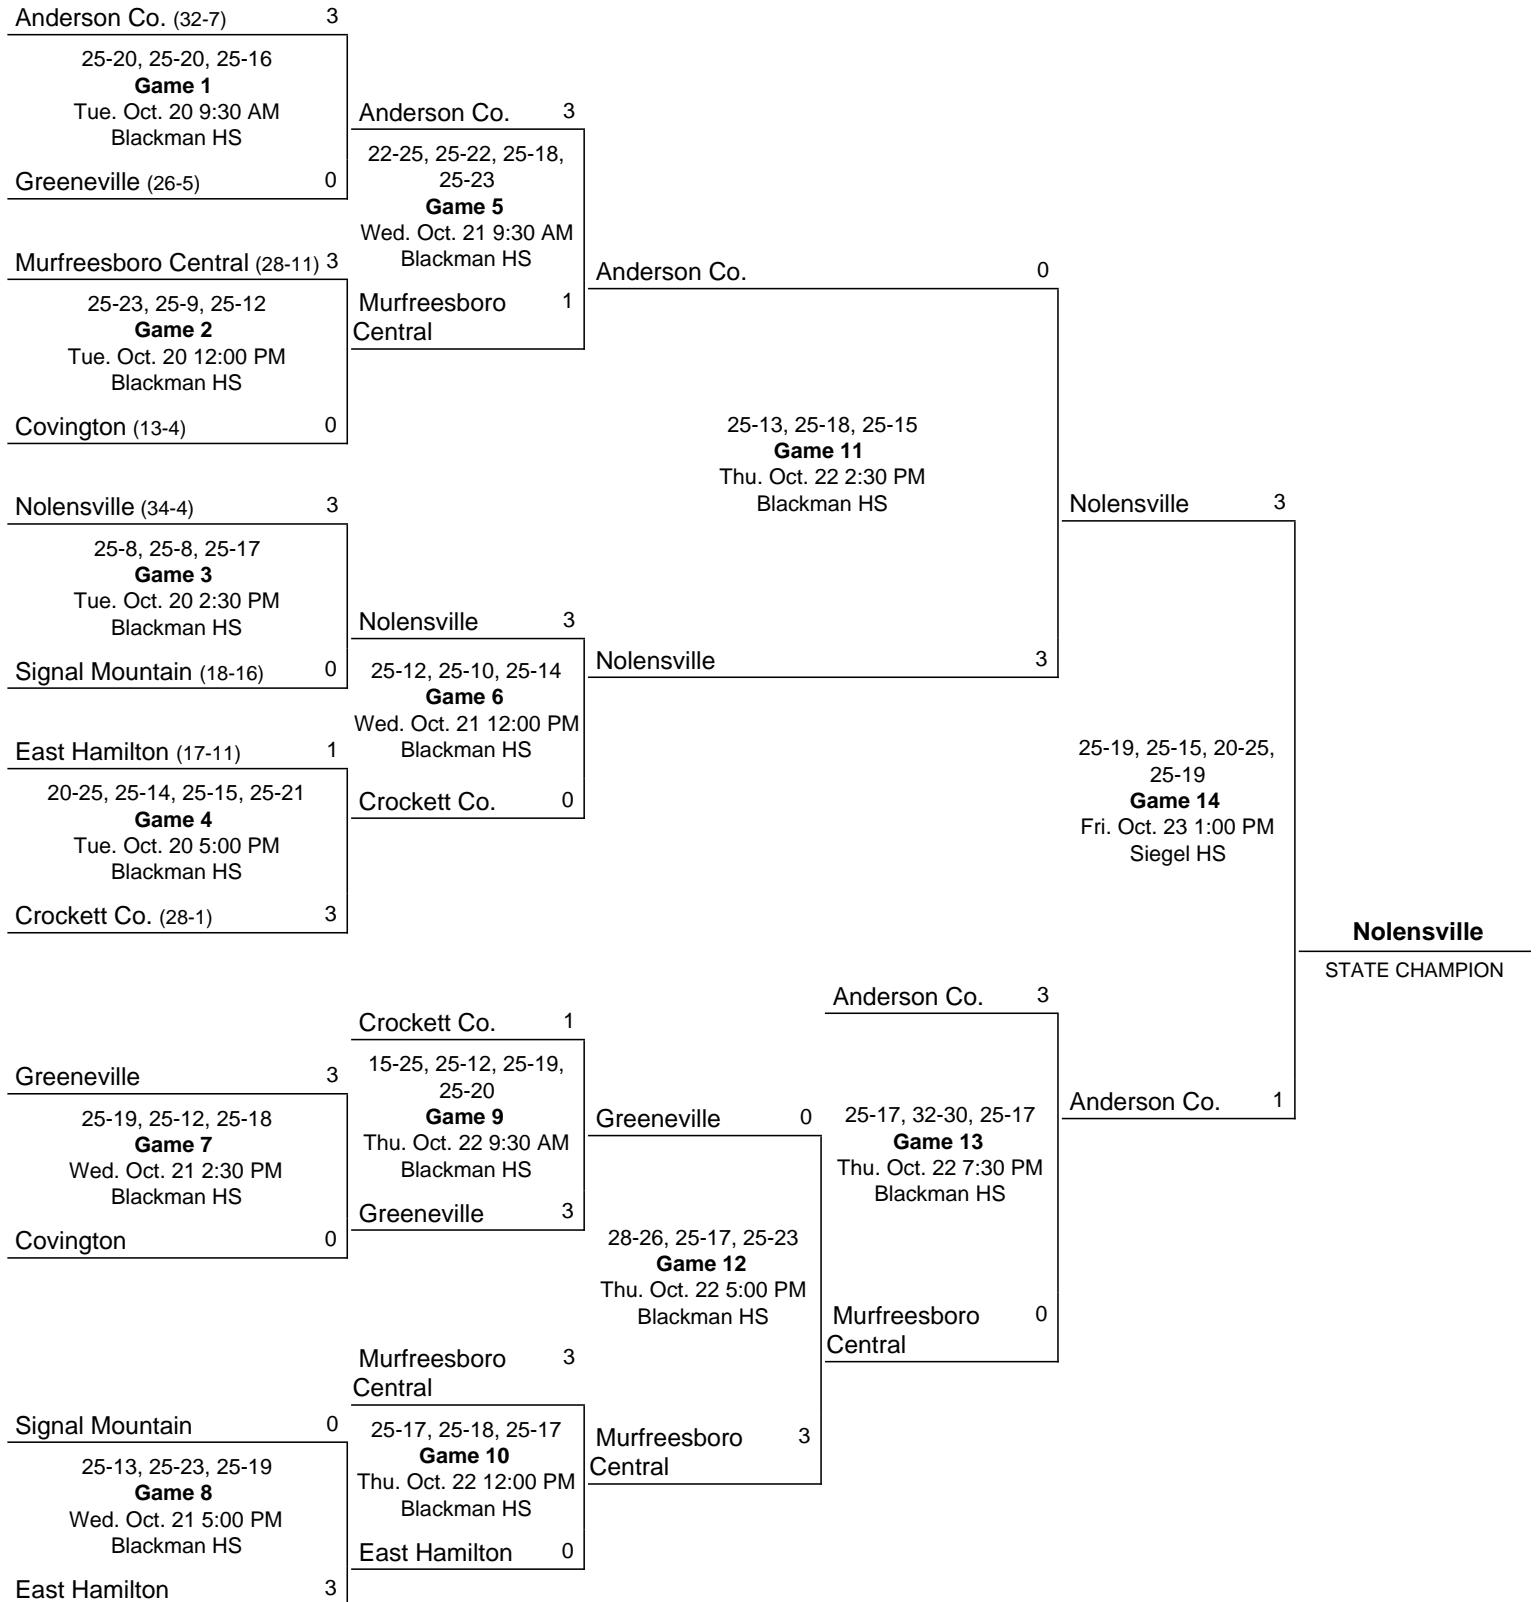 Anderson Co. (32-7) 3
25-20, 25-20, 25-16
Game 1
Tue. Oct. 20 9:30 AM
Blackman HS
Greeneville (26-5) 0
Murfreesboro Central (28-11) 3
25-23, 25-9, 25-12
Game 2
Tue. Oct. 20 12:00 PM
Blackman HS
Covington (13-4) 0
Nolensville (34-4) 3
25-8, 25-8, 25-17
Game 3
Tue. Oct. 20 2:30 PM
Blackman HS
Signal Mountain (18-16) 0
East Hamilton (17-11) 1
20-25, 25-14, 25-15, 25-21
Game 4
Tue. Oct. 20 5:00 PM
Blackman HS
Crockett Co. (28-1) 3
Anderson Co. 3
22-25, 25-22, 25-18,
25-23
Game 5
Wed. Oct. 21 9:30 AM
Blackman HS
Murfreesboro 1
Central
Nolensville 3
25-12, 25-10, 25-14
Game 6
Wed. Oct. 21 12:00 PM
Blackman HS
Crockett Co. 0
Anderson Co. 0
25-13, 25-18, 25-15
Game 11
Thu. Oct. 22 2:30 PM
Blackman HS
Nolensville 3
Nolensville 3
25-19, 25-15, 20-25,
25-19
Game 14
Fri. Oct. 23 1:00 PM
Siegel HS
Anderson Co. 1
Nolensville
STATE CHAMPION
Greeneville 3
25-19, 25-12, 25-18
Game 7
Wed. Oct. 21 2:30 PM
Blackman HS
Covington 0
Signal Mountain 0
25-13, 25-23, 25-19
Game 8
Wed. Oct. 21 5:00 PM
Blackman HS
East Hamilton 3
Crockett Co. 1
15-25, 25-12, 25-19,
25-20
Game 9
Thu. Oct. 22 9:30 AM
Blackman HS
Greeneville 3
Murfreesboro 3
Central
25-17, 25-18, 25-17
Game 10
Thu. Oct. 22 12:00 PM
Blackman HS
East Hamilton 0
Greeneville 0
28-26, 25-17, 25-23
Game 12
Thu. Oct. 22 5:00 PM
Blackman HS
Murfreesboro 3
Central
Anderson Co. 3
25-17, 32-30, 25-17
Game 13
Thu. Oct. 22 7:30 PM
Blackman HS
Murfreesboro 0
Central